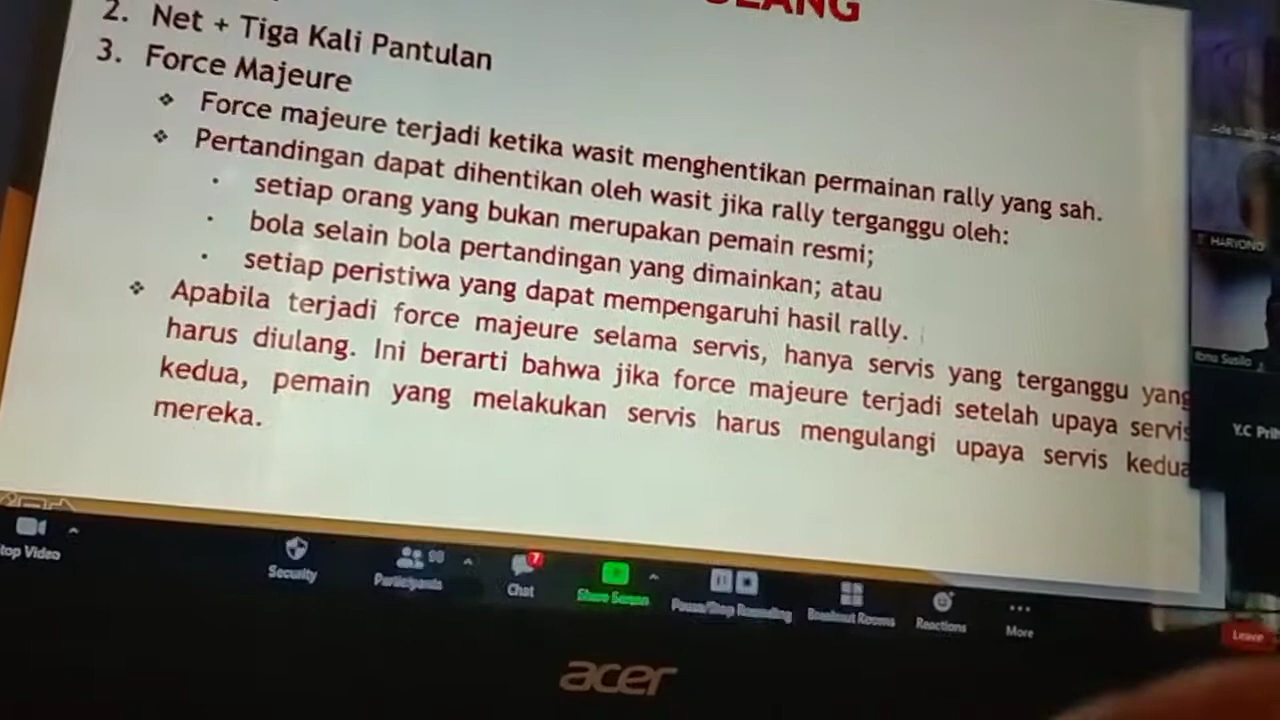 2. Net + Tiga Kali Pantulan
3. Force Majeure
❖ Force majeure terjadi ketika wasit menghentikan permainan rally yang sah.
❖ Pertandingan dapat dihentikan oleh wasit jika rally terganggu oleh:
• setiap orang yang bukan merupakan pemain resmi;
• bola selain bola pertandingan yang dimainkan; atau
• setiap peristiwa yang dapat mempengaruhi hasil rally.
❖ Apabila terjadi force majeure selama servis, hanya servis yang terganggu yang
harus diulang. Ini berarti bahwa jika force majeure terjadi setelah upaya servis
kedua, pemain yang melakukan servis harus mengulangi upaya servis kedua
mereka.
HARYONO
Ibnu Susilo
Y.C
top Video
Security
Participants
Chat
7
Share Screen
Pause/Stop Recording
Breakout Rooms
Reactions
More
Leave
acer